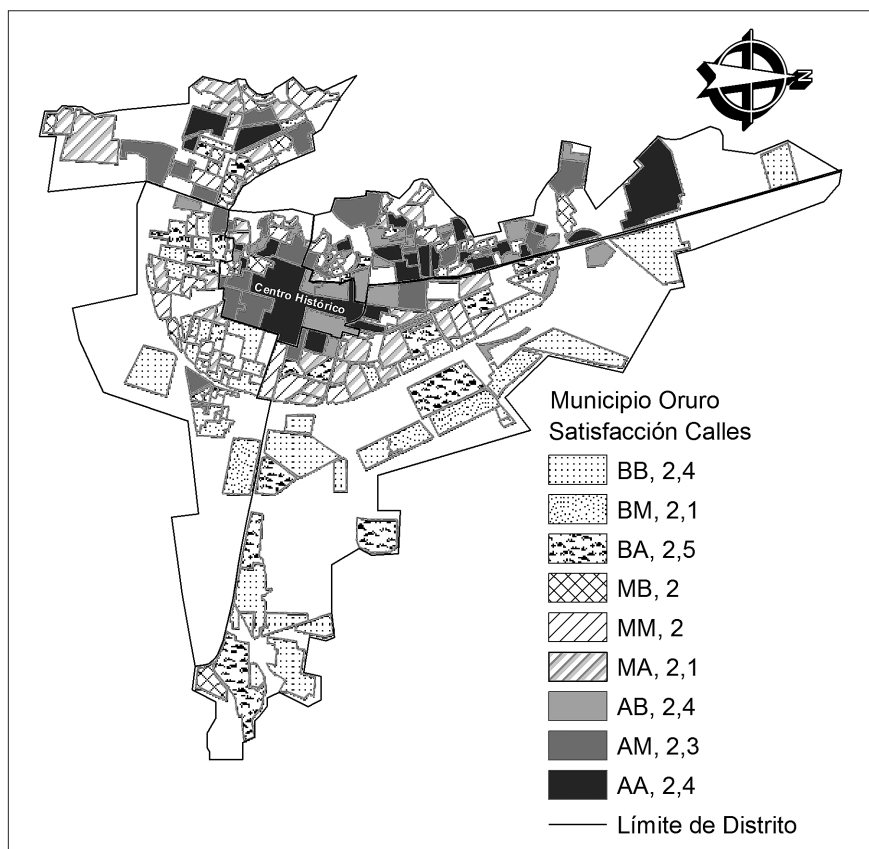 N
Centro Histórico
Municipio Oruro
Satisfacción Calles
BB, 2,4
BM, 2,1
BA, 2,5
MB, 2
MM, 2
MA, 2,1
AB, 2,4
AM, 2,3
AA, 2,4
Límite de Distrito